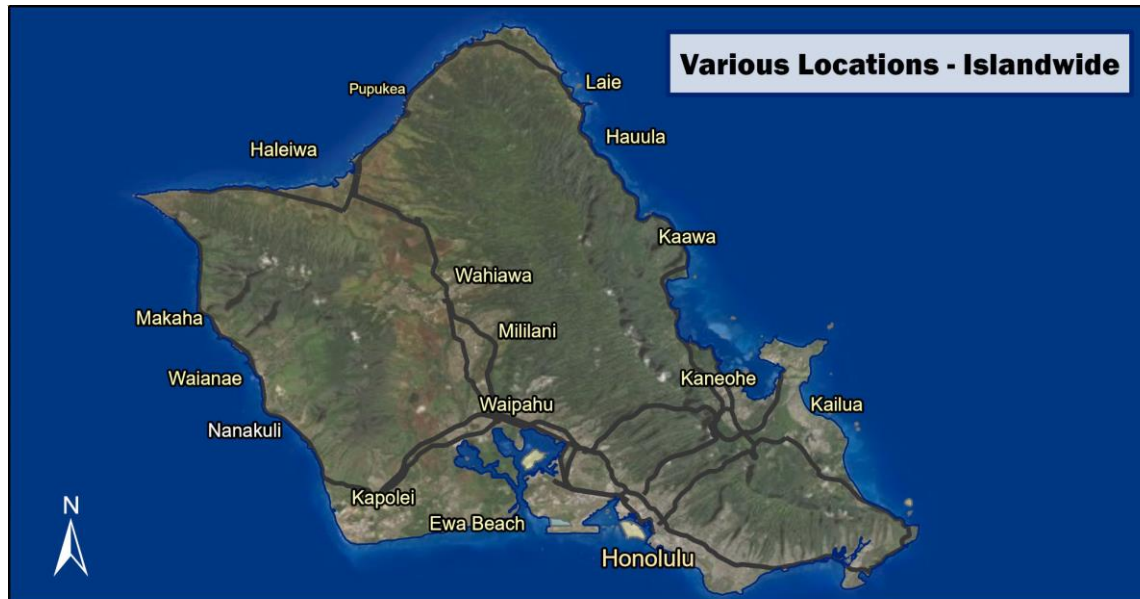 Various Locations - Islandwide
Laie
Pupukea
Hauula
Haleiwa
Kaawa
Wahiawa
Makaha
Mililani
Waianae
Kaneohe
Waipahu
Kailua
Nanakuli
Kapolei
N
Ewa Beach
Honolulu